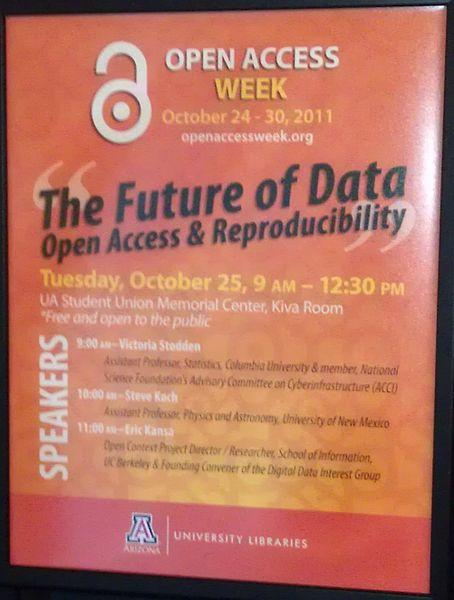 OPEN ACCESS
WEEK
October 24 - 30, 2011
openaccessweek.org
“The Future of Data
Open Access & Reproducibility”
Tuesday, October 25, 9 AM – 12:30 PM
UA Student Union Memorial Center, Kiva Room
*Free and open to the public
SPEAKERS
9:00 AM – Victoria Stodden
Assistant Professor, Statistics, Columbia University & member, National
Science Foundation's Advisory Committee on Cyberinfrastructure (ACCI)
10:00 AM – Steve Koch
Assistant Professor, Physics and Astronomy, University of New Mexico
11:00 AM – Eric Kansa
Open Context Project Director / Researcher, School of Information,
UC Berkeley & Founding Convener of the Digital Data Interest Group
A
ARIZONA
UNIVERSITY LIBRARIES